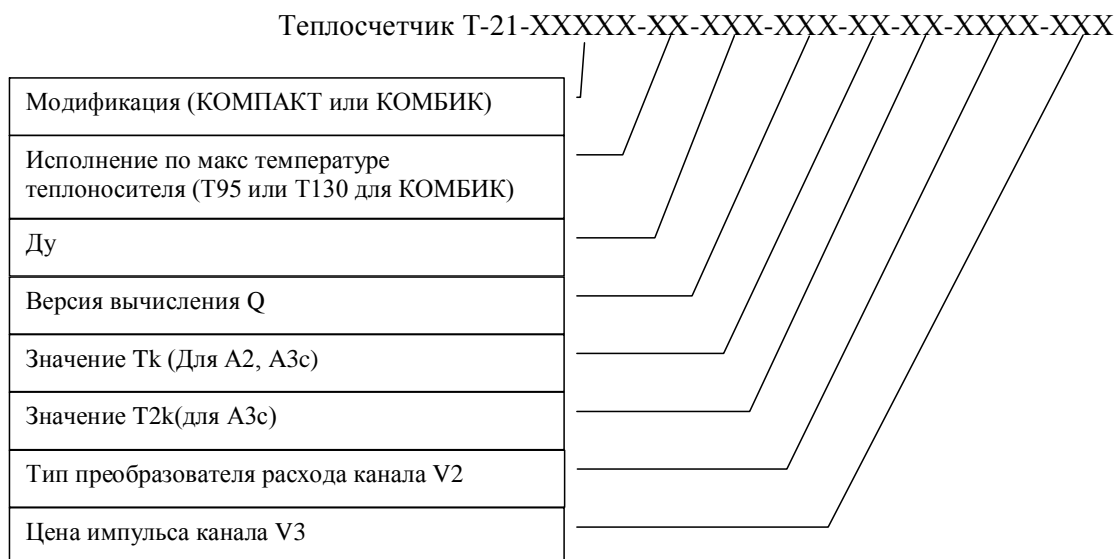 Теплосчетчик Т-21-ХХХХХ-ХХ-ХХХ-ХХХ-ХХ-ХХ-ХХХХ-ХХХ
Модификация (КОМПАКТ или КОМБИК)
Исполнение по макс температуре
теплоносителя (Т95 или Т130 для КОМБИК)
Ду
Версия вычисления Q
Значение Tk (Для А2, А3с)
Значение T2k(для А3с)
Тип преобразователя расхода канала V2
Цена импульса канала V3